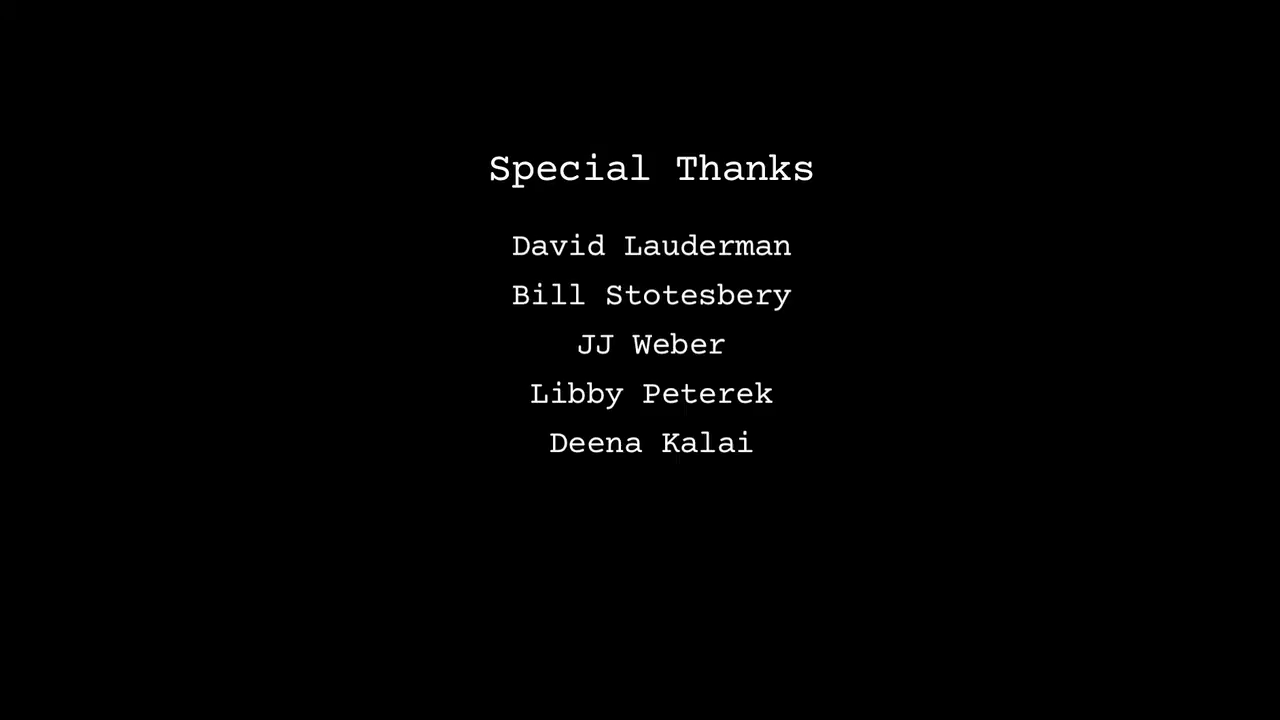 Special Thanks
David Lauderman
Bill Stotesbery
JJ Weber
Libby Peterek
Deena Kalai